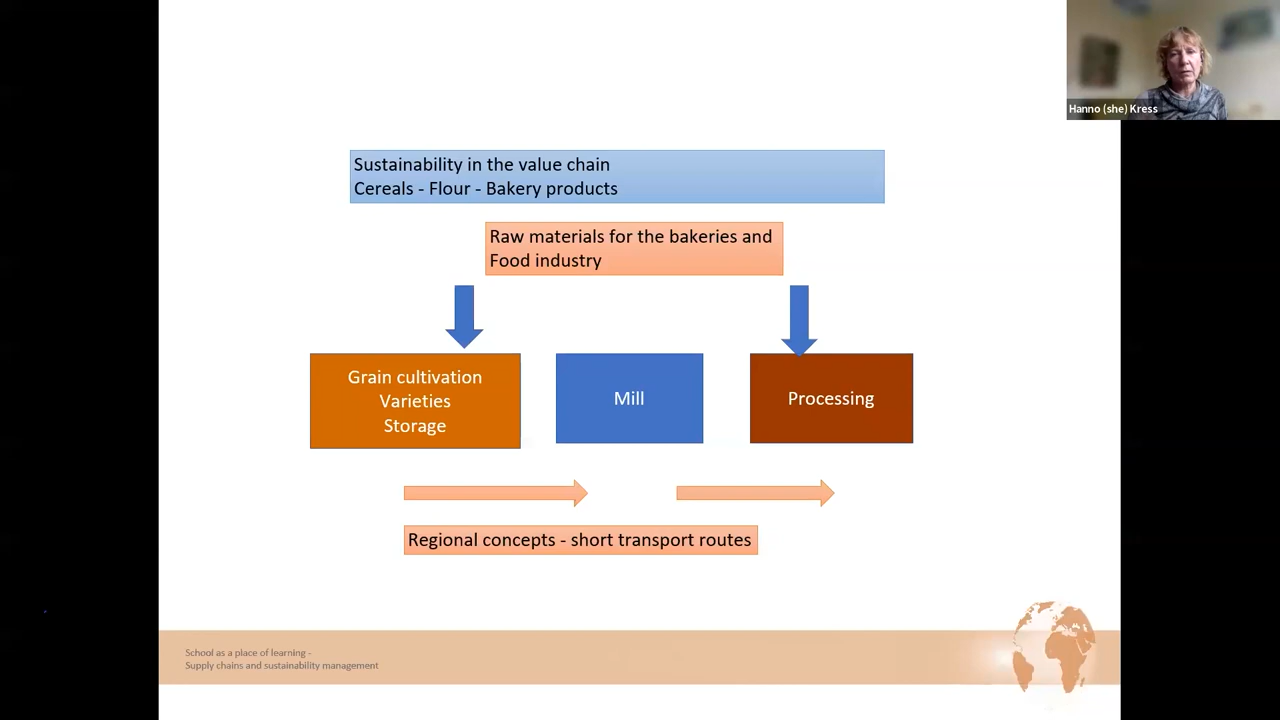 Hanno (she) Kress
Sustainability in the value chain
Cereals - Flour - Bakery products
Raw materials for the bakeries and
Food industry
Grain cultivation
Varieties
Storage
Mill
Processing
Regional concepts - short transport routes
School as a place of learning -
Supply chains and sustainability management